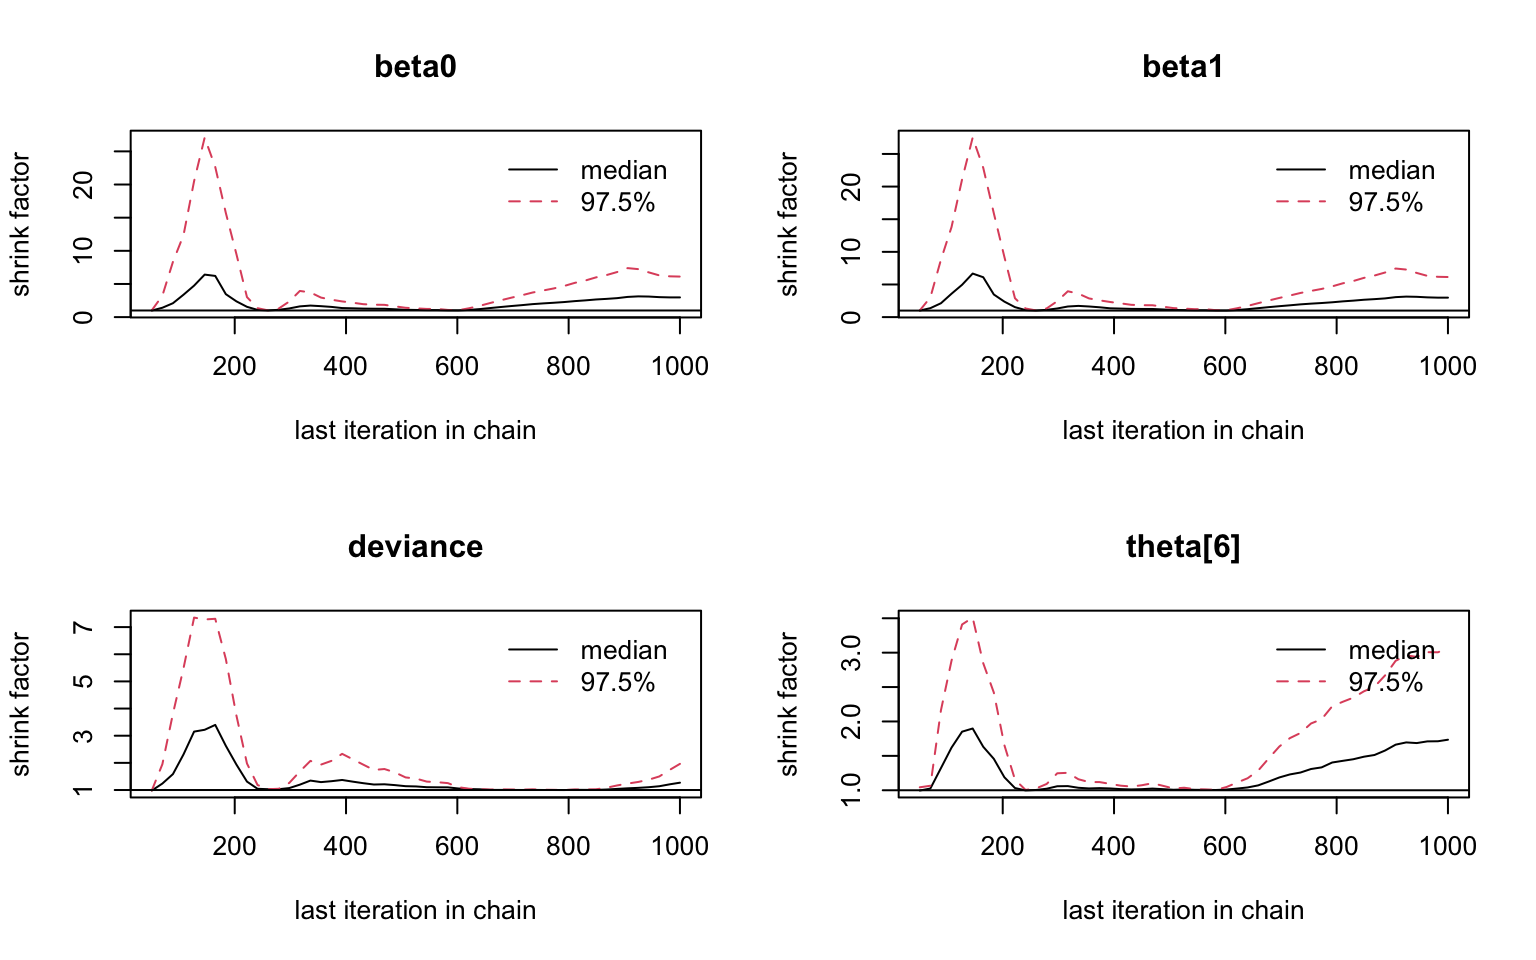 beta0
shrink factor
0 10 20
median
97.5%
200 400 600 800 1000
last iteration in chain
beta1
shrink factor
0 10 20
median
97.5%
200 400 600 800 1000
last iteration in chain
deviance
shrink factor
1 3 5 7
median
97.5%
200 400 600 800 1000
last iteration in chain
theta[6]
shrink factor
1.0 2.0 3.0
median
97.5%
200 400 600 800 1000
last iteration in chain